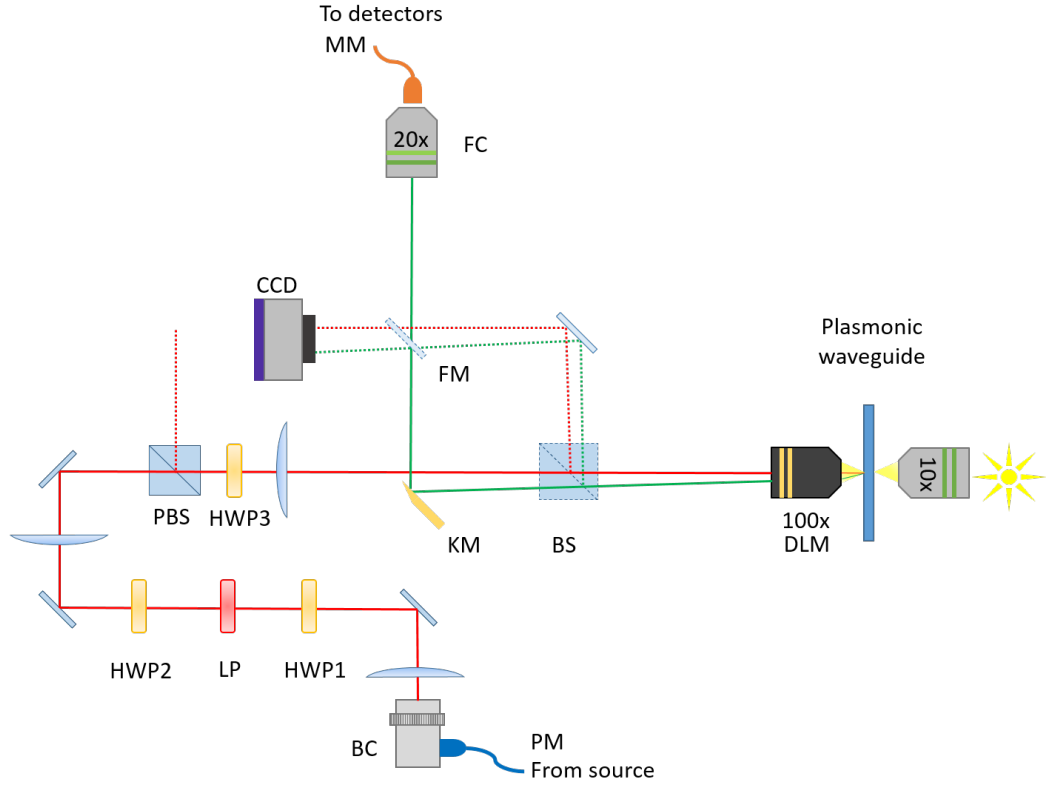 To detectors
MM
20x
FC
CCD
FM
Plasmonic
waveguide
PBS
HWP3
KM
BS
100x
DLM
10x
HWP2
LP
HWP1
BC
PM
From source